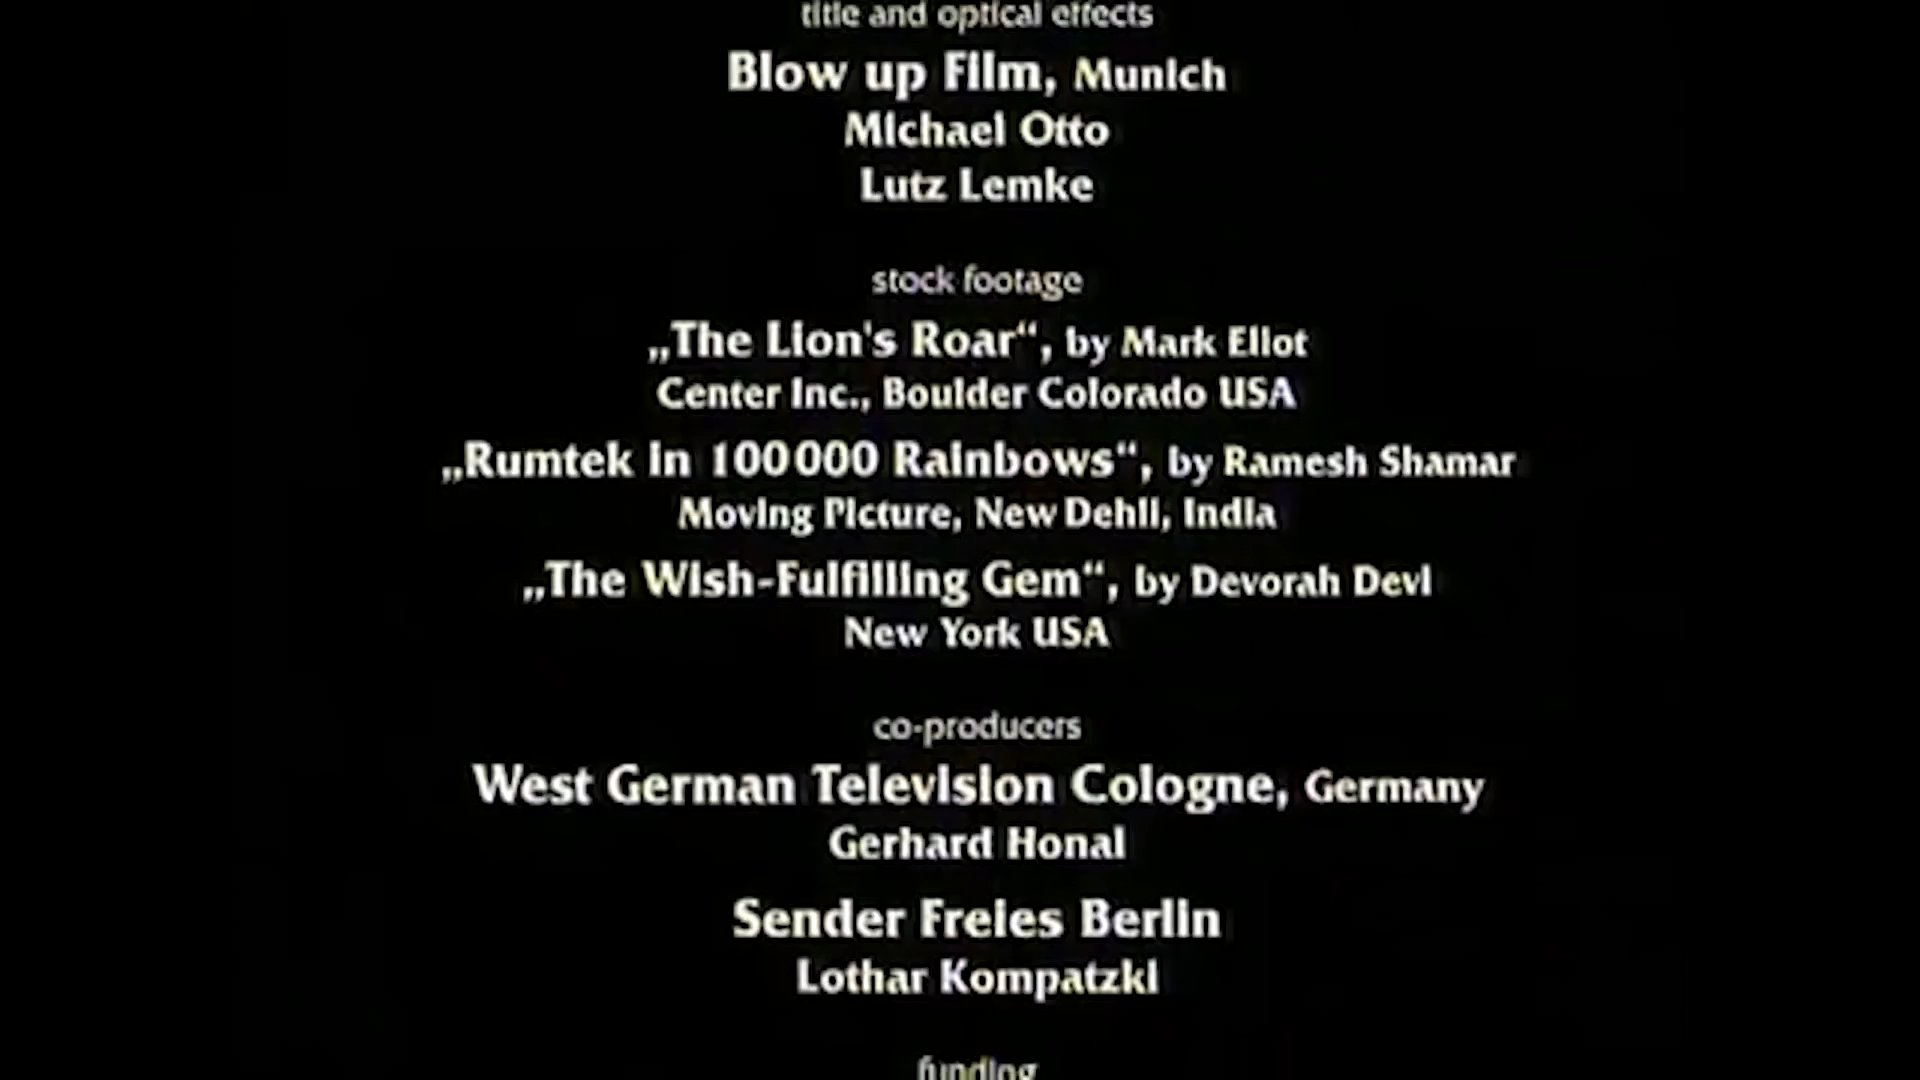 title and optical effects
Blow up Film, Munich
Michael Otto
Lutz Lemke
stock footage
„The Lion's Roar“, by Mark Eliot
Center Inc., Boulder Colorado USA
„Rumtek in 100 000 Rainbows“, by Ramesh Shamar
Moving Picture, New Dehli, India
„The Wish-Fulfilling Gem“, by Devorah Devi
New York USA
co-producers
West German Television Cologne, Germany
Gerhard Honal
Sender Freies Berlin
Lothar Kompatzki
funding